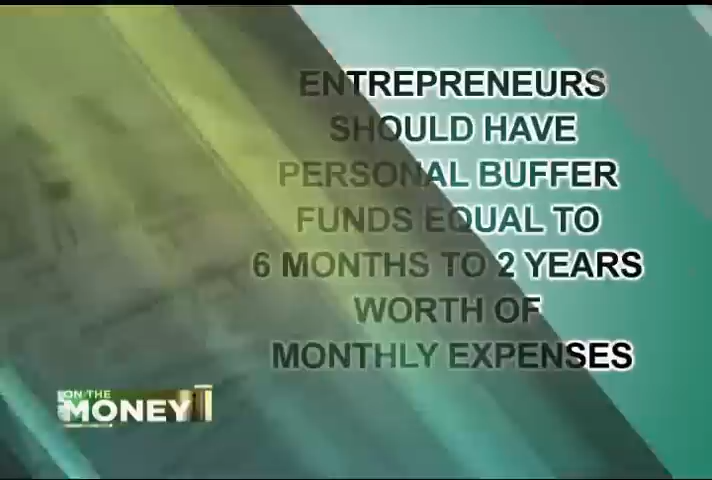 ENTREPRENEURS
SHOULD HAVE
PERSONAL BUFFER
FUNDS EQUAL TO
6 MONTHS TO 2 YEARS
WORTH OF
MONTHLY EXPENSES
ON THE
MONEY